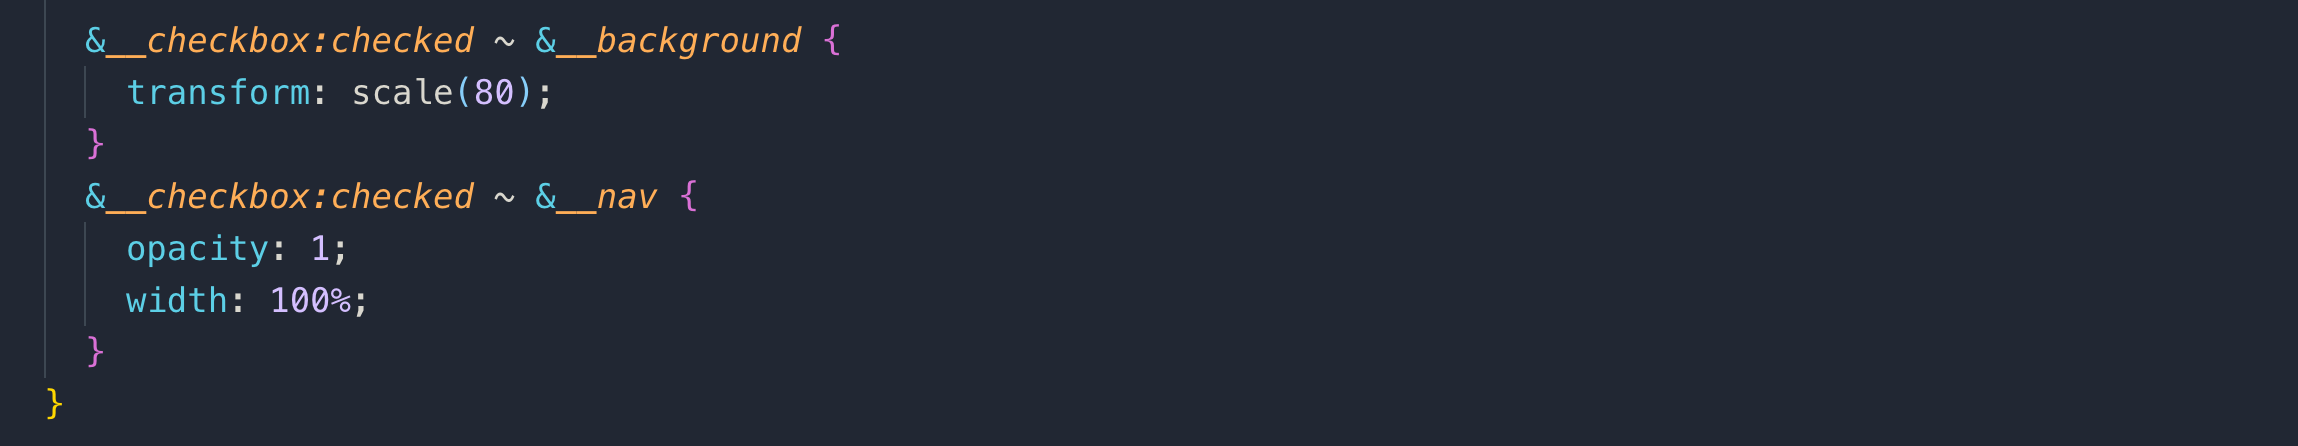 &__checkbox:checked ~ &__background {
transform: scale(80);
}
&__checkbox:checked ~ &__nav {
opacity: 1;
width: 100%;
}
}